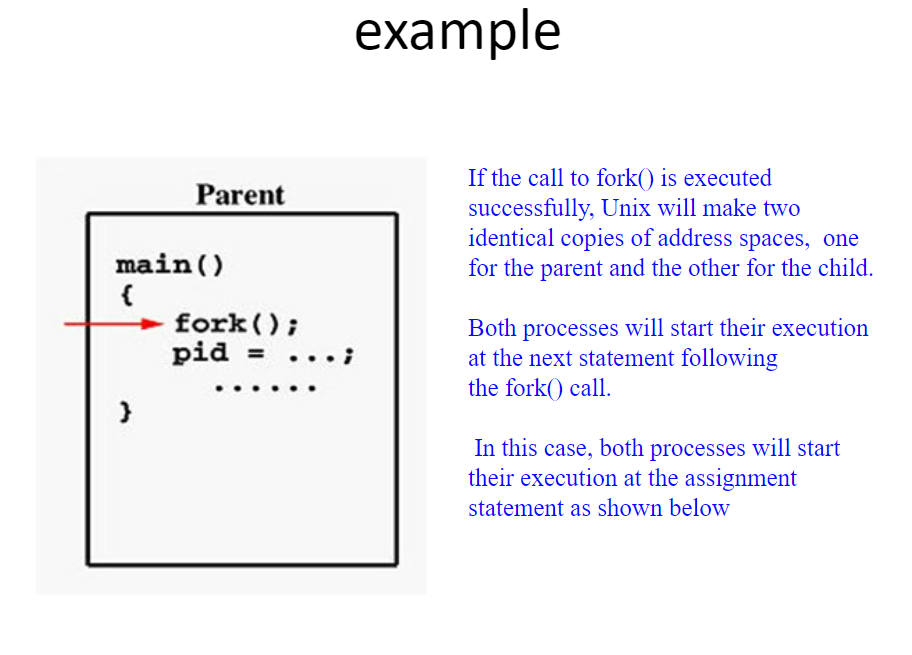 example
Parent
main()
{
fork();
pid = ...;
......
}
If the call to fork() is executed
successfully, Unix will make two
identical copies of address spaces,  one
for the parent and the other for the child.
Both processes will start their execution
at the next statement following
the fork() call.
In this case, both processes will start
their execution at the assignment
statement as shown below